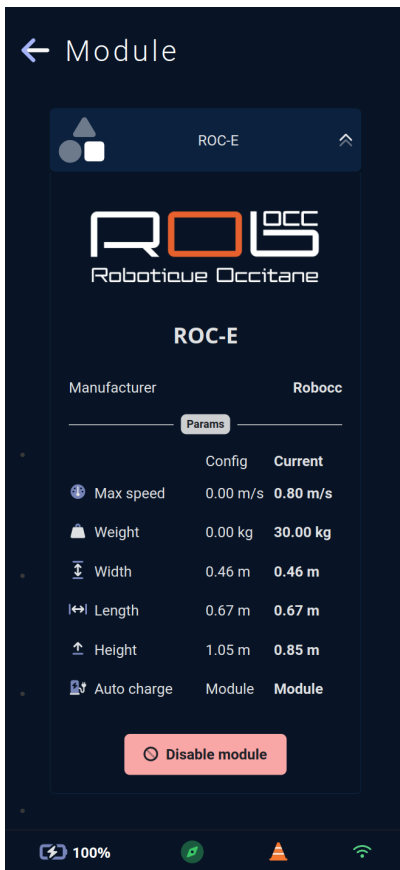 Module
ROC-E
ROBOCC
Robotique Occitane
ROC-E
Manufacturer Robocc
Params
Config Current
Max speed 0.00 m/s 0.80 m/s
Weight 0.00 kg 30.00 kg
Width 0.46 m 0.46 m
Length 0.67 m 0.67 m
Height 1.05 m 0.85 m
Auto charge Module Module
Disable module
100%